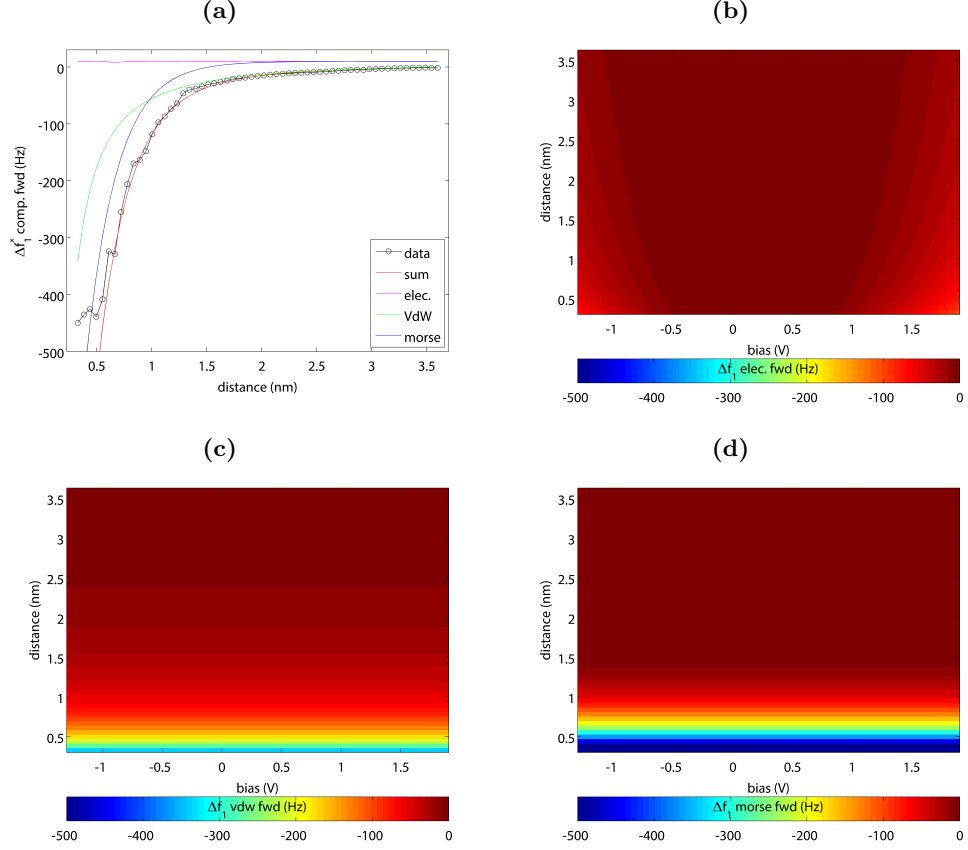 (a)
0
-100
-200
-300
-400
-500
Δf₁* comp. fwd (Hz)
data
sum
elec.
VdW
morse
0.5 1 1.5 2 2.5 3 3.5
distance (nm)
(b)
3.5
3
2.5
2
1.5
1
0.5
distance (nm)
-1 -0.5 0 0.5 1 1.5
bias (V)
Δf₁ elec. fwd (Hz)
-500 -400 -300 -200 -100 0
(c)
3.5
3
2.5
2
1.5
1
0.5
distance (nm)
-1 -0.5 0 0.5 1 1.5
bias (V)
Δf₁ vdw fwd (Hz)
-500 -400 -300 -200 -100 0
(d)
3.5
3
2.5
2
1.5
1
0.5
distance (nm)
-1 -0.5 0 0.5 1 1.5
bias (V)
Δf₁ morse fwd (Hz)
-500 -400 -300 -200 -100 0